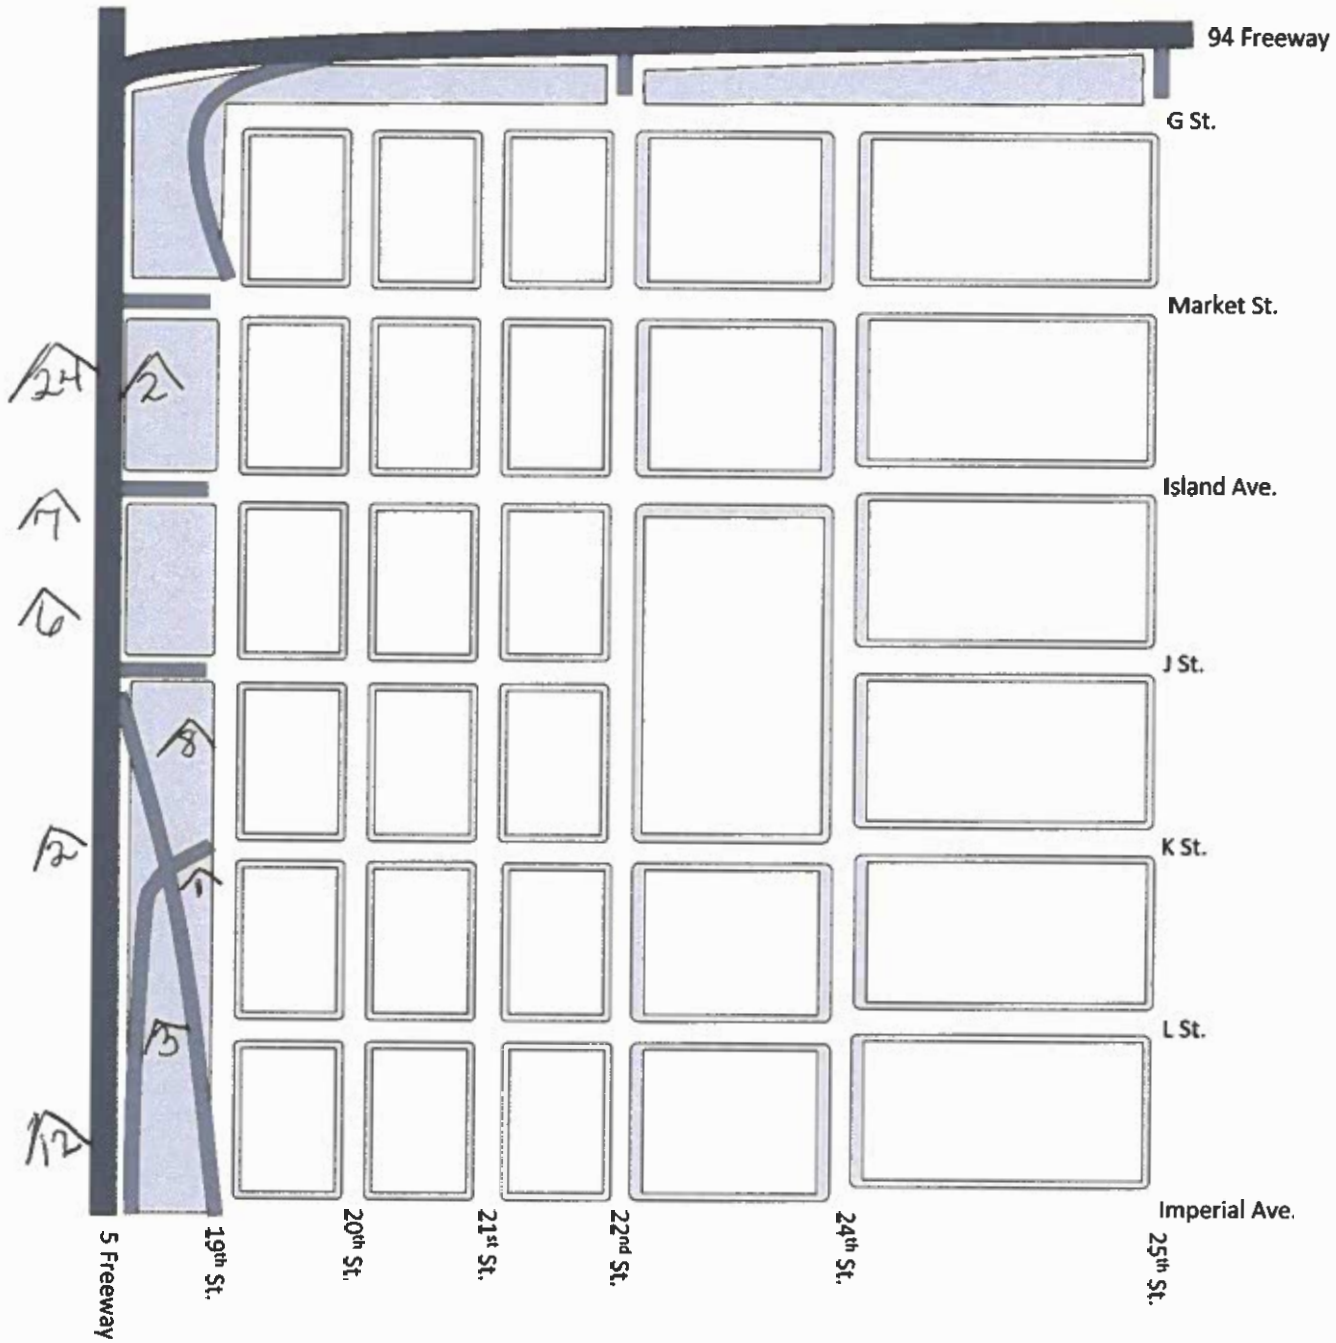 94 Freeway
G St.
Market St.
24
2
Island Ave.
7
6
J St.
8
2
K St.
1
L St.
5
12
Imperial Ave.
5 Freeway
19th St.
20th St.
21st St.
22nd St.
24th St.
25th St.